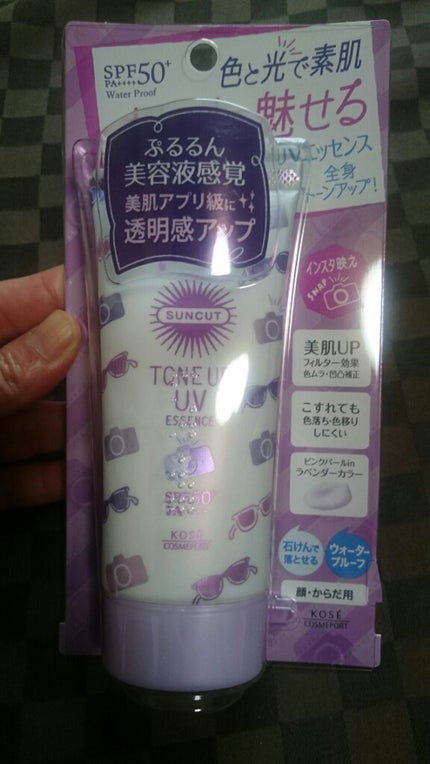 SPF50+
PA++++
Water Proof
色と光で素肌
魅せる
UVエッセンス
全身
トーンアップ!
ぷるるん
美容液感覚
美肌アプリ級に
透明感アップ
インスタ映え
SNAP
SUNCUT
TONE UP
UV
ESSENCE
SPF50+
PA++++
KOSÉ
COSMEPORT
美肌UP
フィルター効果
色ムラ・凹凸補正
こすれても
色落ち・色移り
しにくい
ピンクパールin
ラベンダーカラー
石けんで
落とせる
ウォーター
プルーフ
顔・からだ用
KOSÉ
COSMEPORT